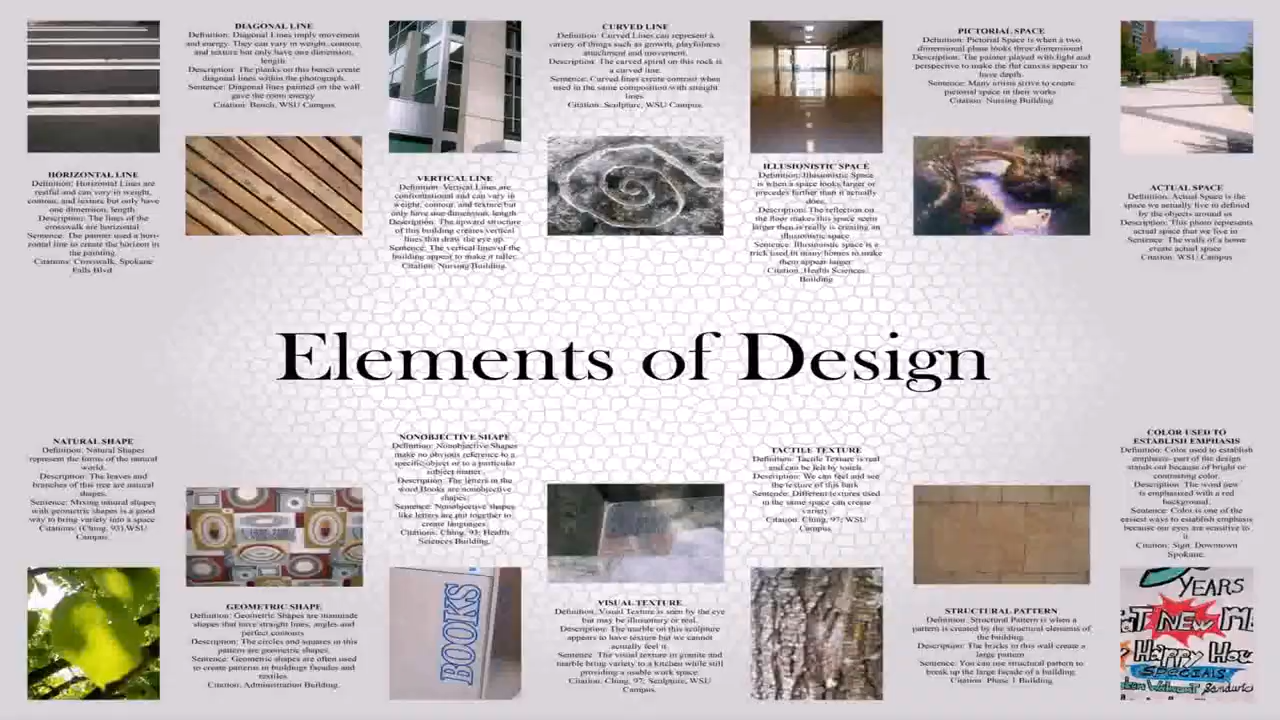 DIAGONAL LINE
Definition: Diagonal Lines imply movement
and energy. They can vary in weight, contour,
and texture but only have one dimension,
length.
Description: The planks on this bench create
diagonal lines within the photograph.
Sentence: Diagonal lines painted on the wall
gave the room energy
Citation: Bench, WSU Campus.
CURVED LINE
Definition: Curved Lines can represent a
variety of things such as growth, playfulness,
attachment and movement.
Description: The curved spiral on this rock is
a curved line.
Sentence: Curved lines create contrast when
used in the same composition with straight
lines.
Citation: Sculpture, WSU Campus.
PICTORIAL SPACE
Definition: Pictorial Space is when a two
dimensional plane looks three dimensional
Description: The painter played with light and
perspective to make the flat canvas appear to
have depth.
Sentence: Many artists strive to create
pictorial space in their works
Citation: Nursing Building
HORIZONTAL LINE
Definition: Horizontal Lines are
restful and can vary in weight,
contour, and texture but only have
one dimension, length
Description: The lines of the
crosswalk are horizontal.
Sentence: The painter used a hori-
zontal line to create the horizon in
the painting.
Citations: Crosswalk, Spokane
Falls Blvd
VERTICAL LINE
Definition: Vertical Lines are
confrontational and can vary in
weight, contour, and texture but
only have one dimension, length
Description: The upward structure
of this building creates vertical
lines that draw the eye up.
Sentence: The vertical lines of the
building appear to make it taller.
Citation: Nursing Building.
ILLUSIONISTIC SPACE
Definition: Illusionistic Space
is when a space looks larger or
precedes further than it actually
does.
Description: The reflection on
the floor makes this space seem
larger then is really is creating an
illusionistic space
Sentence: Illusionistic space is a
trick used in many homes to make
them appear larger
Citation: Health Sciences
Building
ACTUAL SPACE
Definition: Actual Space is the
space we actually live in defined
by the objects around us
Description: This photo represents
actual space that we live in
Sentence: The walls of a home
create actual space
Citation: WSU Campus
Elements of Design
NATURAL SHAPE
Definition: Natural Shapes
represent the forms of the natural
world.
Description: The leaves and
branches of this tree are natural
shapes.
Sentence: Mixing natural shapes
with geometric shapes is a good
way to bring variety into a space
Citations: (Ching, 93) WSU
Campus.
GEOMETRIC SHAPE
Definition: Geometric Shapes are manmade
shapes that have straight lines, angles and
perfect contours
Description: The circles and squares in this
pattern are geometric shapes.
Sentence: Geometric shapes are often used
to create patterns in buildings facades and
textiles.
Citation: Administration Building.
NONOBJECTIVE SHAPE
Definition: Nonobjective Shapes
make no obvious reference to a
specific object or to a particular
subject matter
Description: The letters in the
word Books are nonobjective
shapes.
Sentence: Nonobjective shapes
like letters are put together to
create languages
Citations: Ching, 93; Health
Sciences Building.
BOOKS
VISUAL TEXTURE
Definition: Visual Texture is seen by the eye
but may be illusionary or real.
Description: The marble on this sculpture
appears to have texture but we cannot
actually feel it
Sentence: The visual texture in granite and
marble bring variety to a kitchen while still
providing a usable work space.
Citation: Ching, 97; Sculpture, WSU
Campus.
TACTILE TEXTURE
Definition: Tactile Texture is real
and can be felt by touch.
Description: We can feel and see
the texture of this bark
Sentence: Different textures used
in the same space can create
variety
Citation: Ching, 97; WSU
Campus
STRUCTURAL PATTERN
Definition: Structural Pattern is when a
pattern is created by the structural elements of
the building.
Description: The bricks in this wall create a
large pattern
Sentence: You can use structural pattern to
break up the large façade of a building.
Citation: Phase 1 Building
COLOR USED TO
ESTABLISH EMPHASIS
Definition: Color used to establish
emphasis- part of the design
stands out because of bright or
contrasting color.
Description: The word new
is emphasized with a red
background.
Sentence: Color is one of the
easiest ways to establish emphasis
because our eyes are sensitive to
it
Citation: Sign, Downtown
Spokane.
YEARS
NEW
Happy Hou
SPECIALS
Sandwic